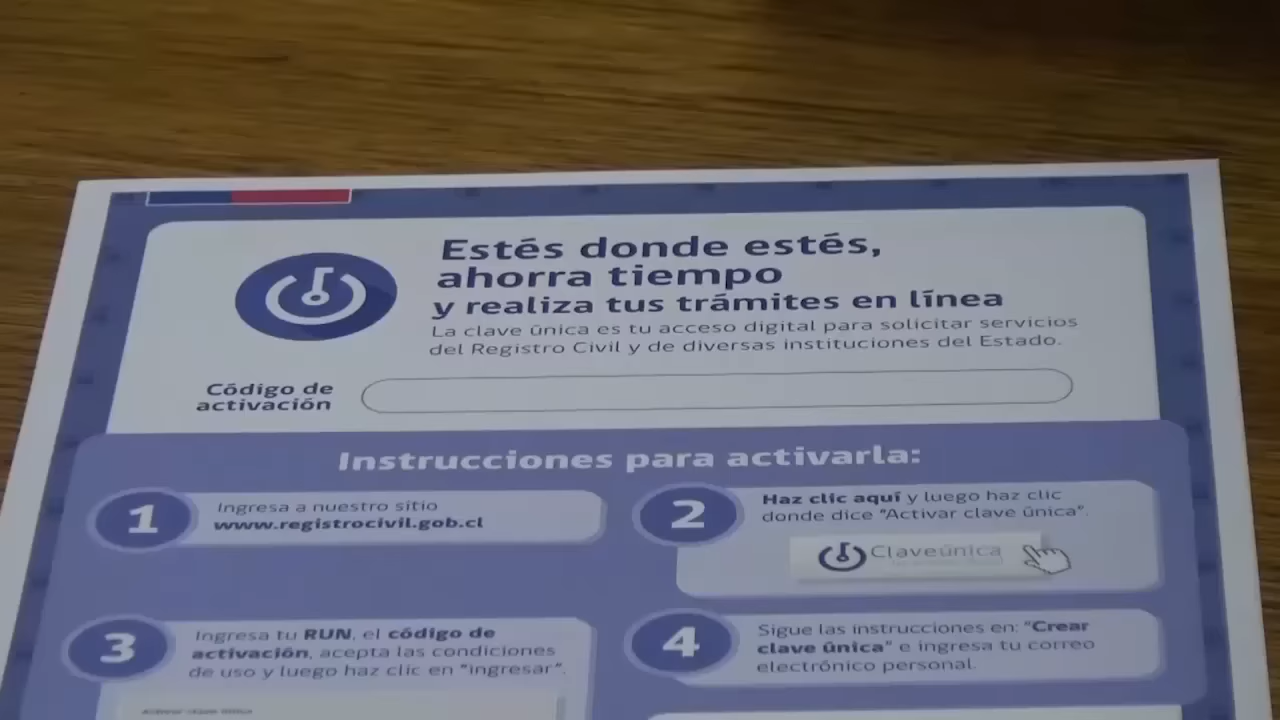 Estés donde estés,
ahorra tiempo
y realiza tus trámites en línea
La clave única es tu acceso digital para solicitar servicios
del Registro Civil y de diversas instituciones del Estado.
Código de
activación
Instrucciones para activarla:
1
Ingresa a nuestro sitio
www.registrocivil.gob.cl
2
Haz clic aquí y luego haz clic
donde dice "Activar clave única".
Claveúnica
3
Ingresa tu RUN, el código de
activación, acepta las condiciones
de uso y luego haz clic en "ingresar".
4
Sigue las instrucciones en: "Crear
clave única" e ingresa tu correo
electrónico personal.